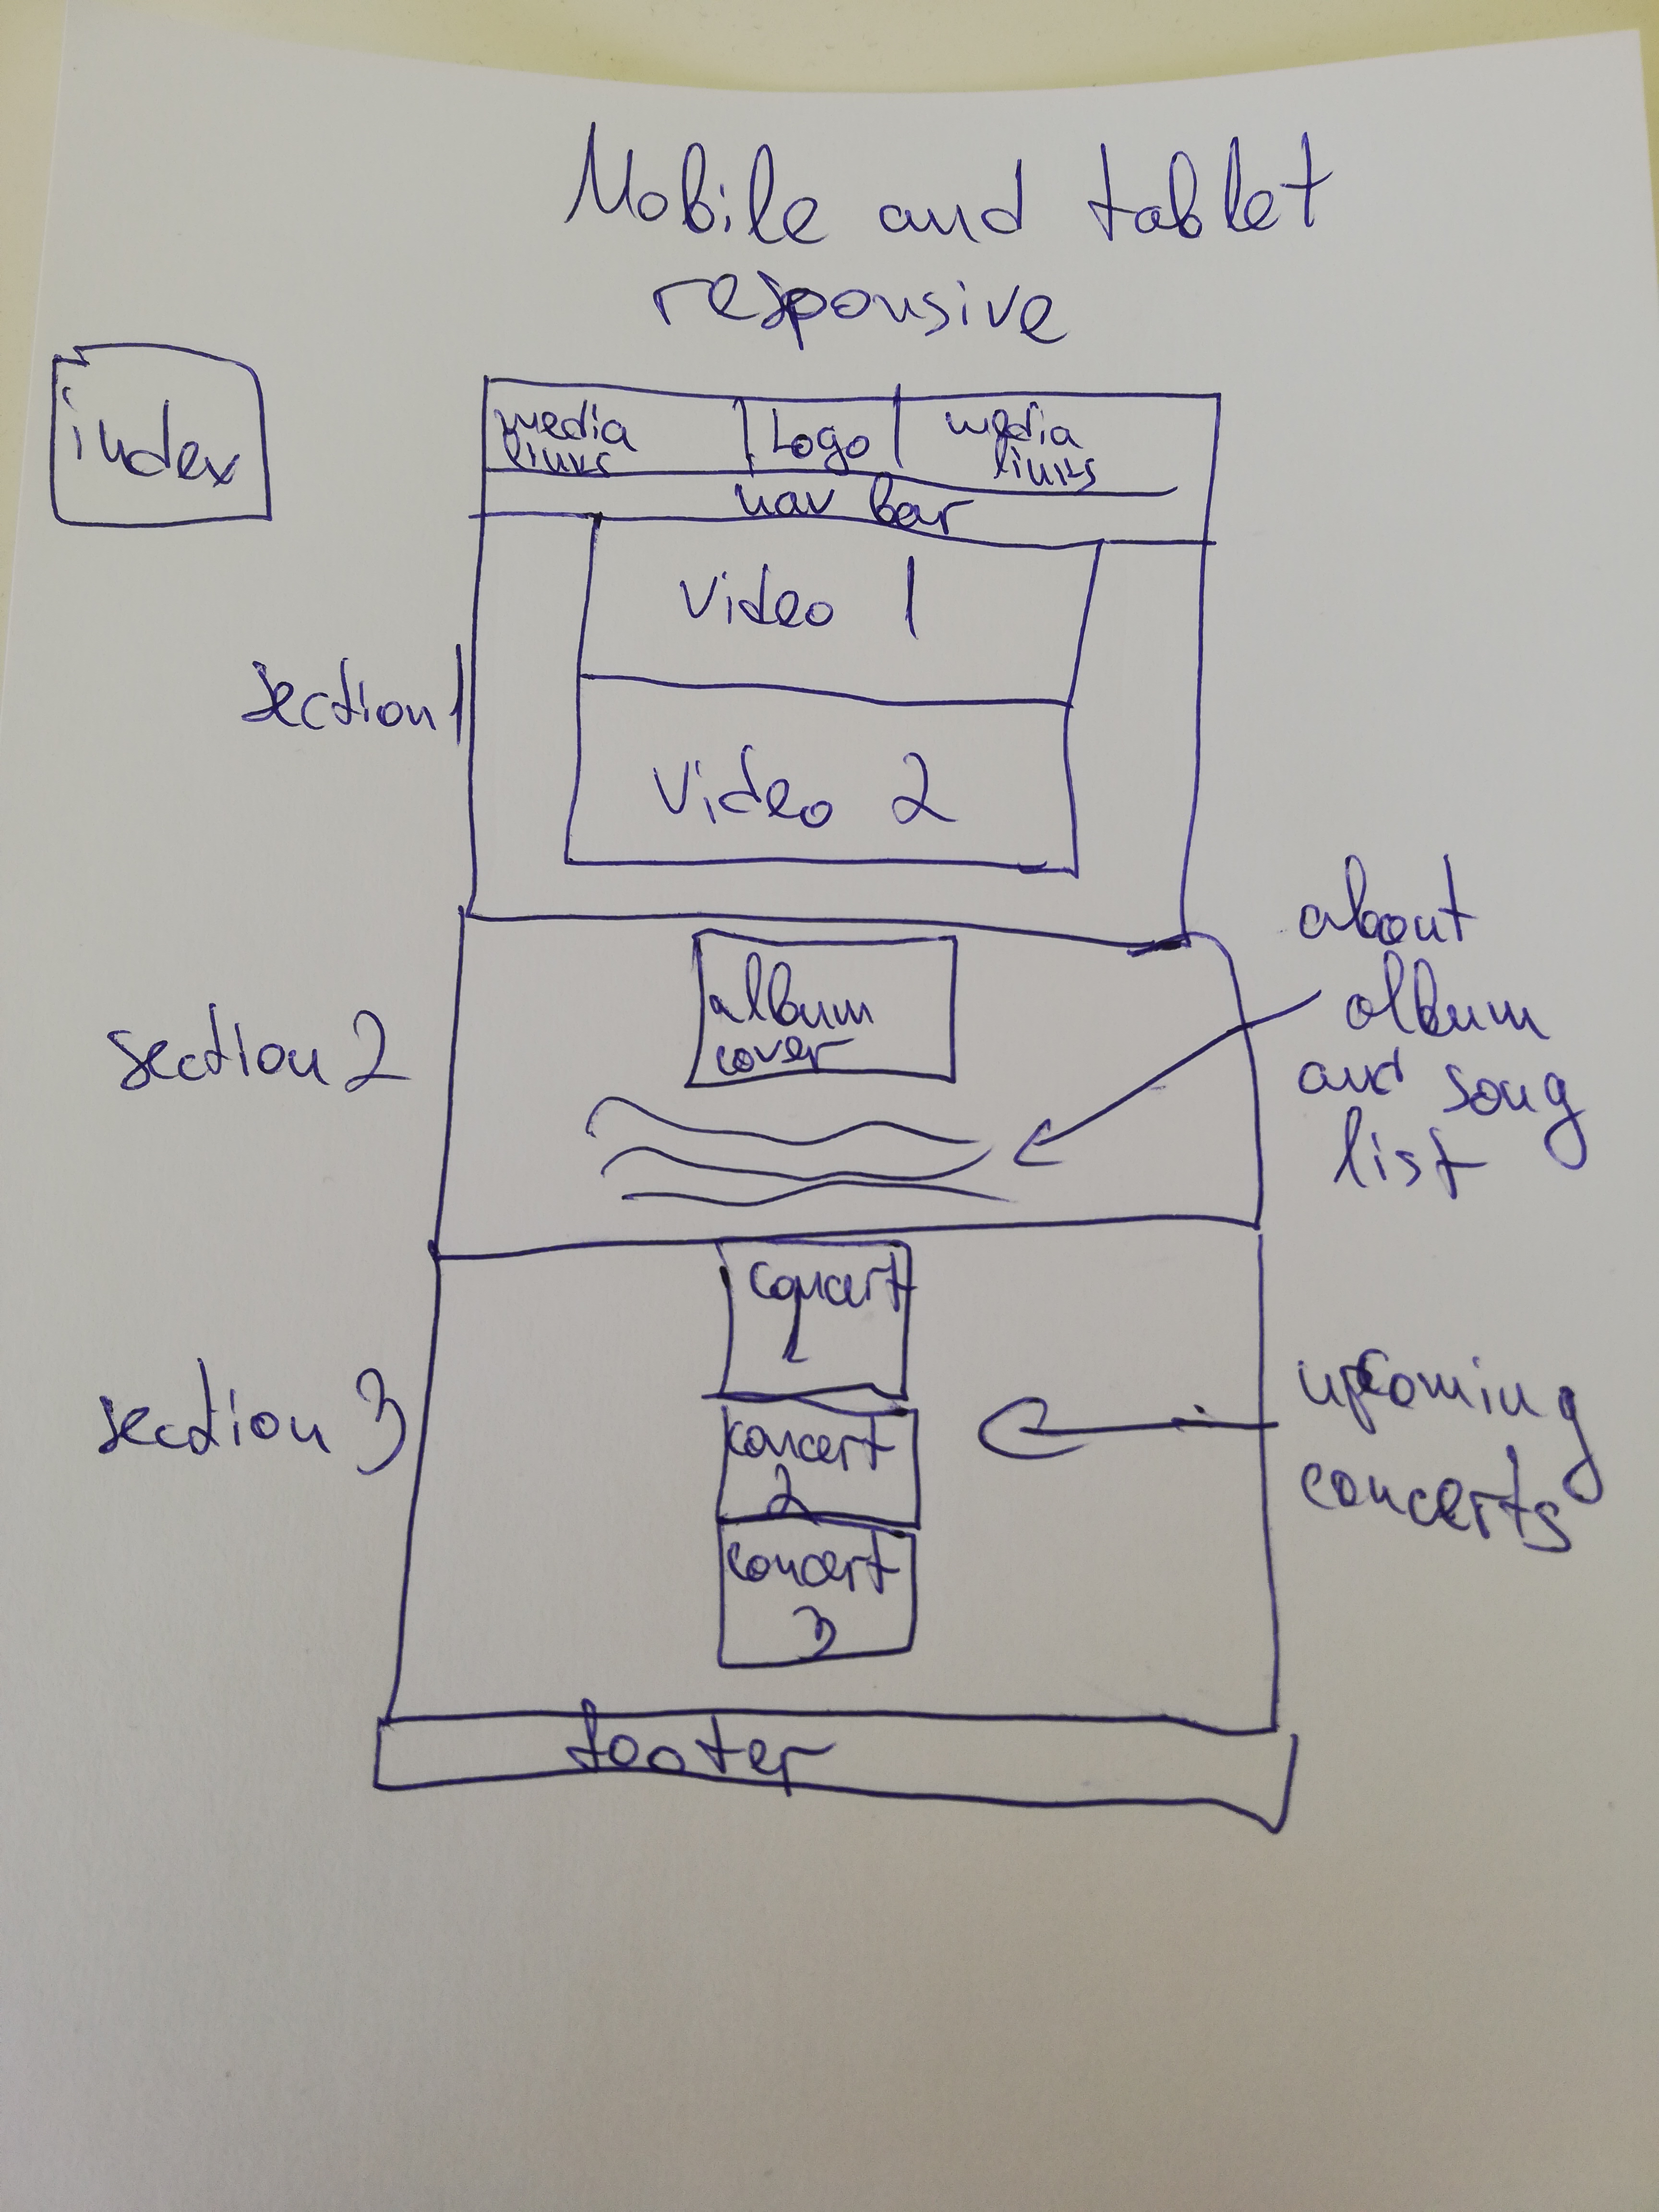 Mobile and tablet
responsive
index
media
links
Logo
media
links
nav bar
Video 1
section 1
Video 2
about
album
and song
list
album
cover
section 2
concert
1
upcoming
concerts
section 3
concert
2
concert
3
footer